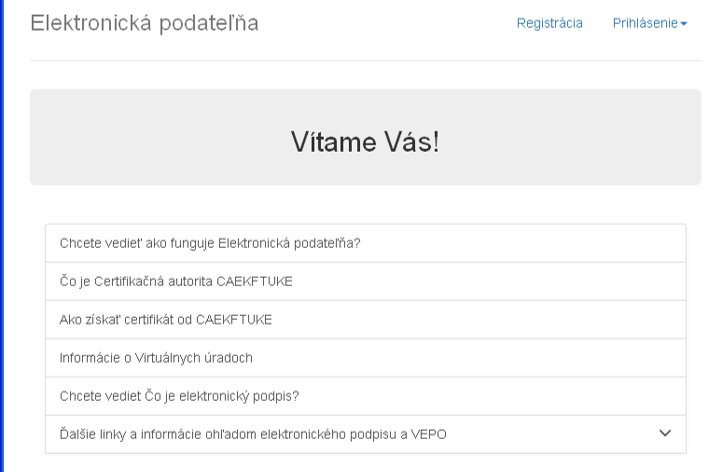 Elektronická podateľňa
Registrácia
Prihlásenie
Vítame Vás!
Chcete vedieť ako funguje Elektronická podateľňa?
Čo je Certifikačná autorita CAEKFTUKE
Ako získať certifikát od CAEKFTUKE
Informácie o Virtuálnych úradoch
Chcete vediet Čo je elektronický podpis?
Ďalšie linky a informácie ohľadom elektronického podpisu a VEPO